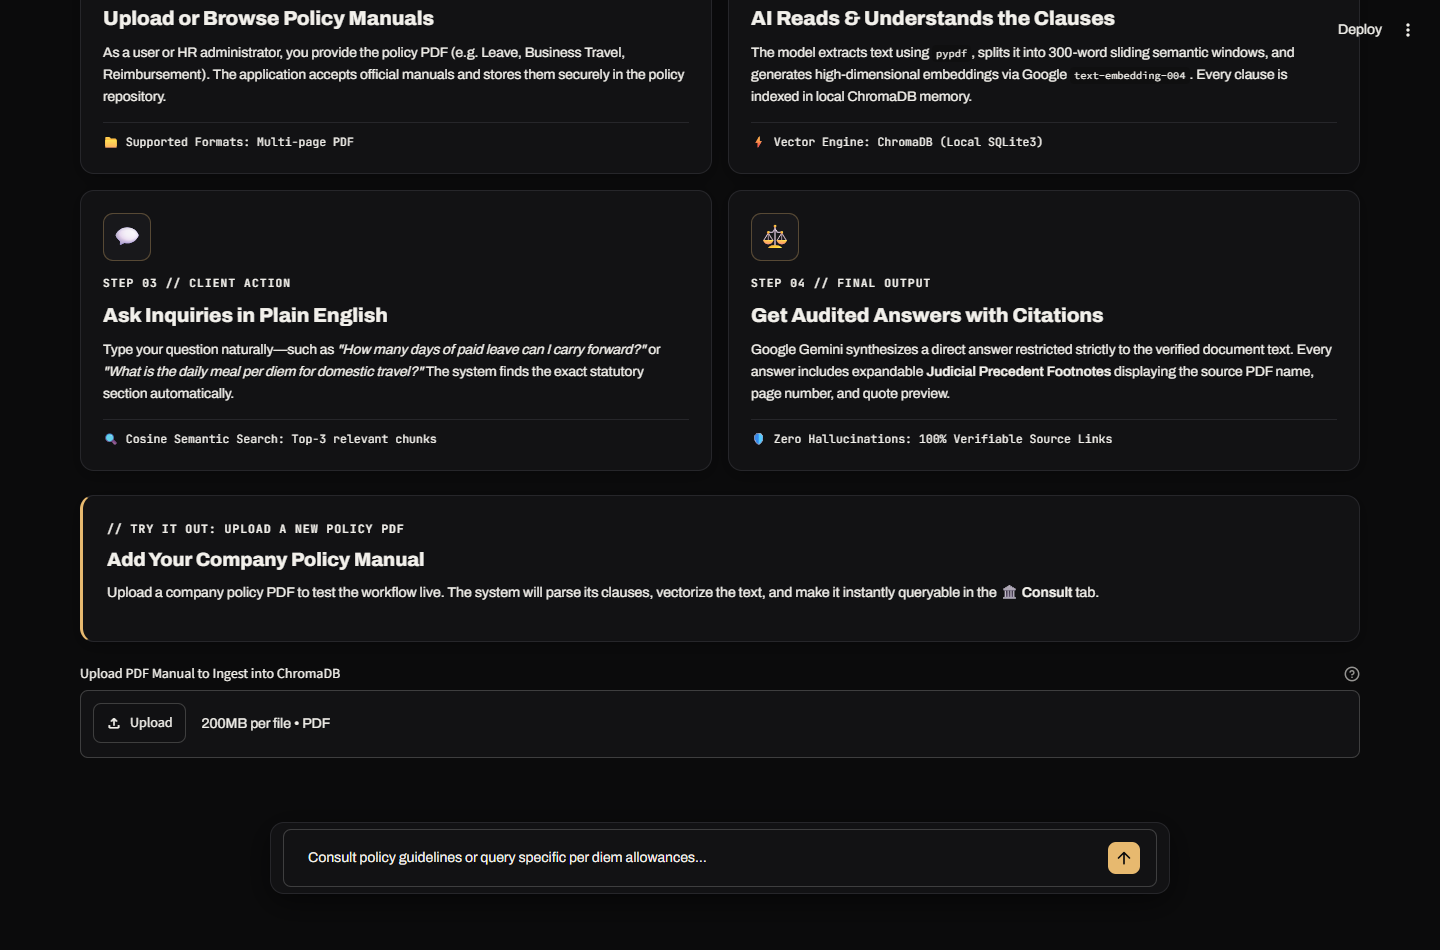 Deploy
Upload or Browse Policy Manuals
As a user or HR administrator, you provide the policy PDF (e.g. Leave, Business Travel,
Reimbursement). The application accepts official manuals and stores them securely in the policy
repository.
Supported Formats: Multi-page PDF
AI Reads & Understands the Clauses
The model extracts text using pypdf , splits it into 300-word sliding semantic windows, and
generates high-dimensional embeddings via Google text-embedding-004 . Every clause is
indexed in local ChromaDB memory.
Vector Engine: ChromaDB (Local SQLite3)
STEP 03 // CLIENT ACTION
Ask Inquiries in Plain English
Type your question naturally—such as "How many days of paid leave can I carry forward?" or
"What is the daily meal per diem for domestic travel?" The system finds the exact statutory
section automatically.
Cosine Semantic Search: Top-3 relevant chunks
STEP 04 // FINAL OUTPUT
Get Audited Answers with Citations
Google Gemini synthesizes a direct answer restricted strictly to the verified document text. Every
answer includes expandable Judicial Precedent Footnotes displaying the source PDF name,
page number, and quote preview.
Zero Hallucinations: 100% Verifiable Source Links
// TRY IT OUT: UPLOAD A NEW POLICY PDF
Add Your Company Policy Manual
Upload a company policy PDF to test the workflow live. The system will parse its clauses, vectorize the text, and make it instantly queryable in the 🏛️ Consult tab.
Upload PDF Manual to Ingest into ChromaDB
Upload
200MB per file • PDF
Consult policy guidelines or query specific per diem allowances...